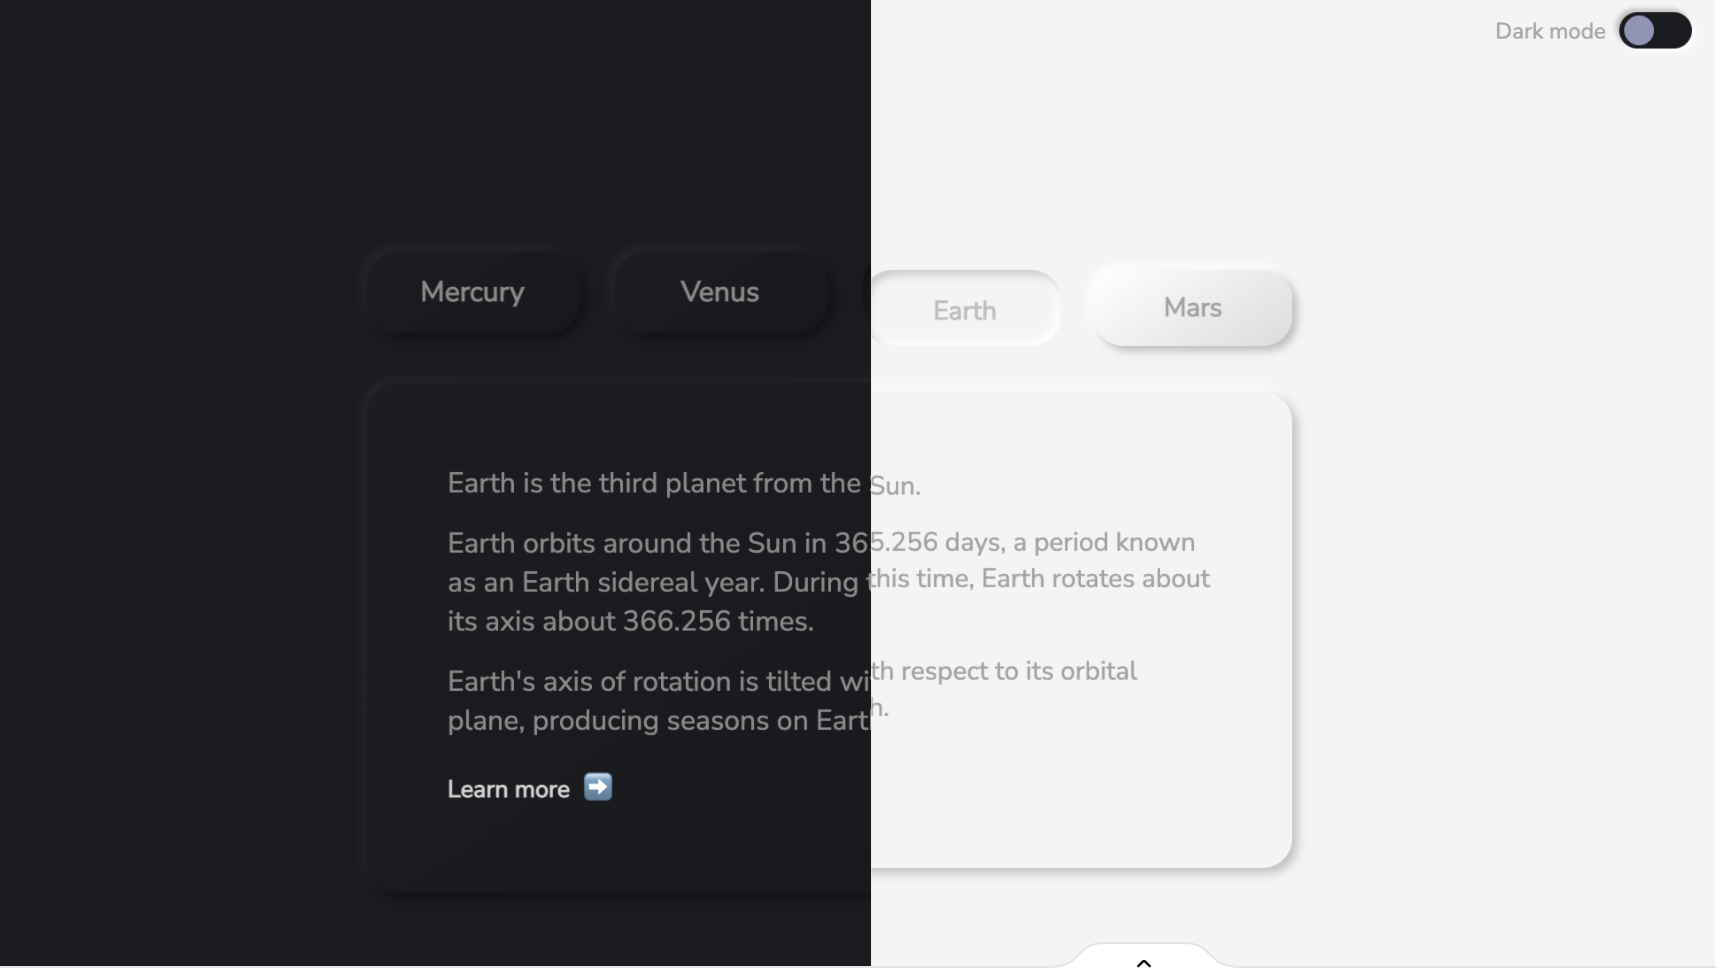 Dark mode
Mercury
Venus
Earth
Mars
Earth is the third planet from the Sun.
Earth orbits around the Sun in 365.256 days, a period known
as an Earth sidereal year. During this time, Earth rotates about
its axis about 366.256 times.
Earth's axis of rotation is tilted with respect to its orbital
plane, producing seasons on Earth.
Learn more ➡️